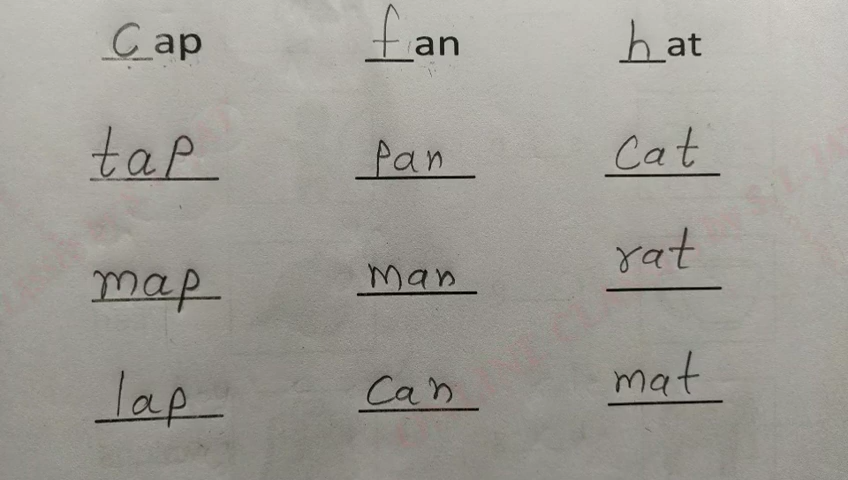 cap fan hat
tap pan cat
map man rat
lap can mat